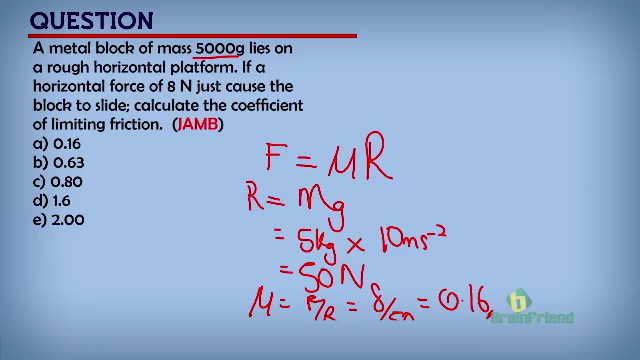 QUESTION
A metal block of mass 5000g lies on
a rough horizontal platform. If a
horizontal force of 8 N just cause the
block to slide; calculate the coefficient
of limiting friction. (JAMB)
a) 0.16
b) 0.63
c) 0.80
d) 1.6
e) 2.00
F = μR
R = Mg
= 5kg × 10ms⁻²
= 50N
μ = F/R = 8/50 = 0.16
BrainFriend